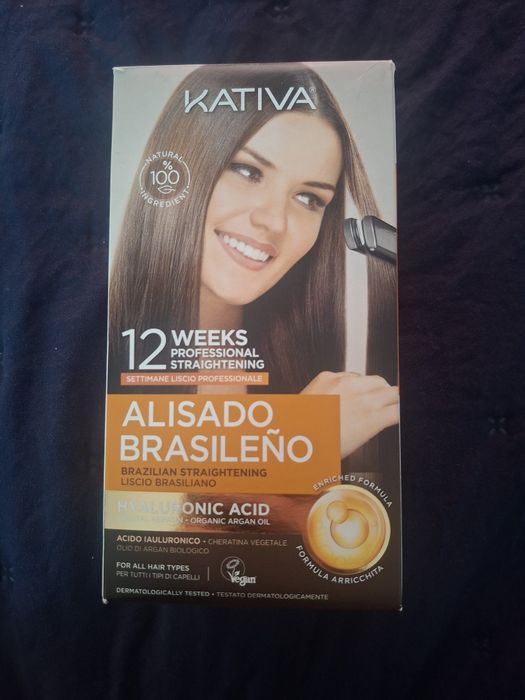 KATIVA®
NATURAL
% 100
INGREDIENT
12 WEEKS
PROFESSIONAL
STRAIGHTENING
SETTIMANE LISCIO PROFESSIONALE
ALISADO
BRASILEÑO
BRAZILIAN STRAIGHTENING
LISCIO BRASILIANO
HYALURONIC ACID
KERATIN • ORGANIC ARGAN OIL
ACIDO IAULURONICO • CHERATINA VEGETALE
OLIO DI ARGAN BIOLOGICO
FOR ALL HAIR TYPES
PER TUTTI I TIPI DI CAPELLI
Vegan
DERMATOLOGICALLY TESTED • TESTATO DERMATOLOGICAMENTE
ENRICHED FORMULA
FORMULA ARRICCHITA